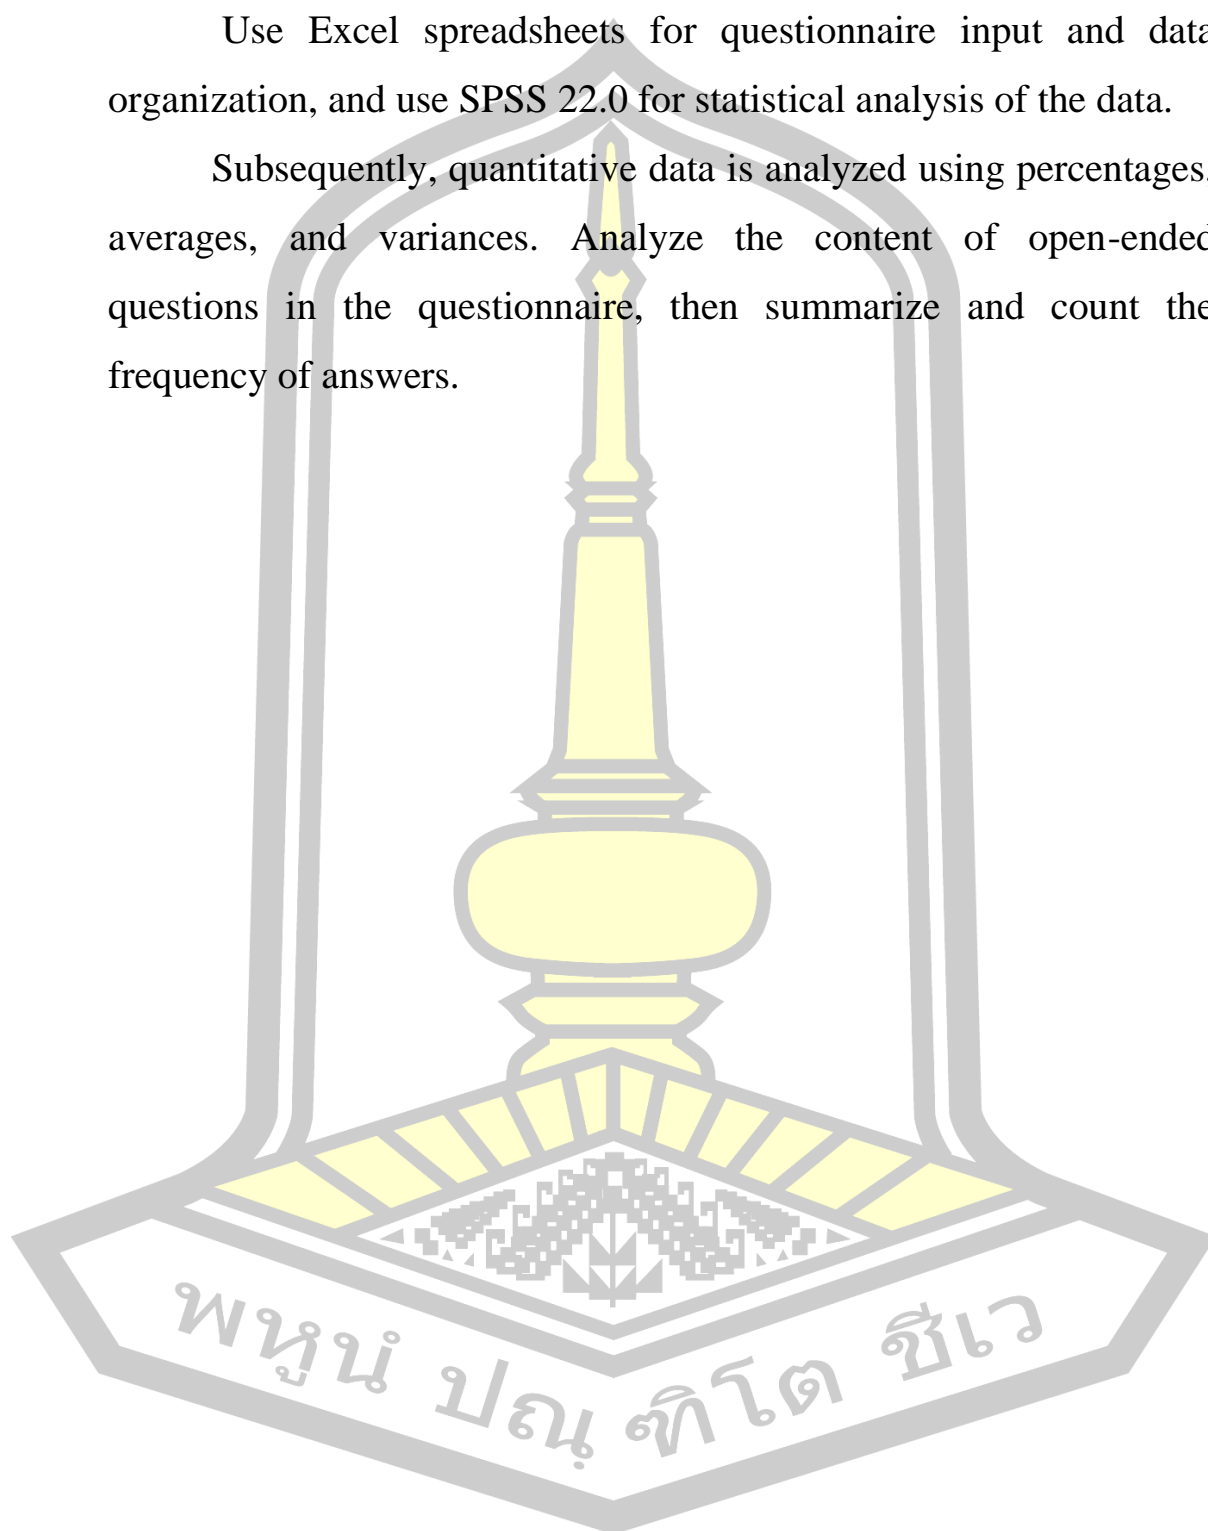 Use Excel spreadsheets for questionnaire input and data
organization, and use SPSS 22.0 for statistical analysis of the data.
Subsequently, quantitative data is analyzed using percentages,
averages, and variances. Analyze the content of open-ended
questions in the questionnaire, then summarize and count the
frequency of answers.
พหูนํ ปณฺฑิโต ชีเว